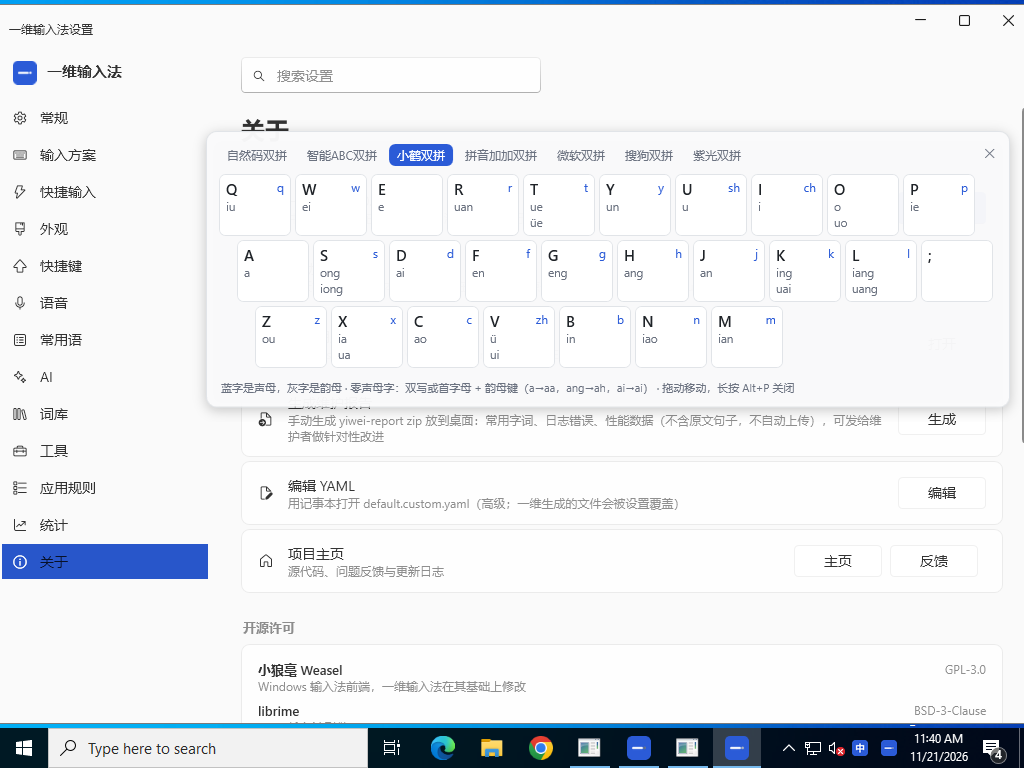 一维输入法设置
一维输入法
搜索设置
常规
输入方案
快捷输入
外观
快捷键
语音
常用语
AI
词库
工具
应用规则
统计
关于
关于
自然码双拼 智能ABC双拼 小鹤双拼 拼音加加双拼 微软双拼 搜狗双拼 紫光双拼
Q q W w E R r T t Y y U sh I ch O P p
iu ei e uan ue un u i o ie
üe uo
A S s D d F f G g H h J j K k L l ;
a ong ai en eng ang an ing iang
iong uai uang
Z z X x C c V zh B b N n M m
ou ia ao ü in iao ian
ua ui
打开
蓝字是声母，灰字是韵母 · 零声母字：双写或首字母 + 韵母键（a→aa，ang→ah，ai→ai） · 拖动移动，长按 Alt+P 关闭
手动生成 yiwei-report zip 放到桌面：常用字词、日志错误、性能数据（不含原文句子，不自动上传），可发给维
护者做针对性改进
生成
编辑 YAML
用记事本打开 default.custom.yaml（高级；一维生成的文件会被设置覆盖）
编辑
项目主页
源代码、问题反馈与更新日志
主页 反馈
开源许可
小狼毫 Weasel GPL-3.0
Windows 输入法前端，一维输入法在其基础上修改
librime BSD-3-Clause
Type here to search
中
11:40 AM
11/21/2026
4